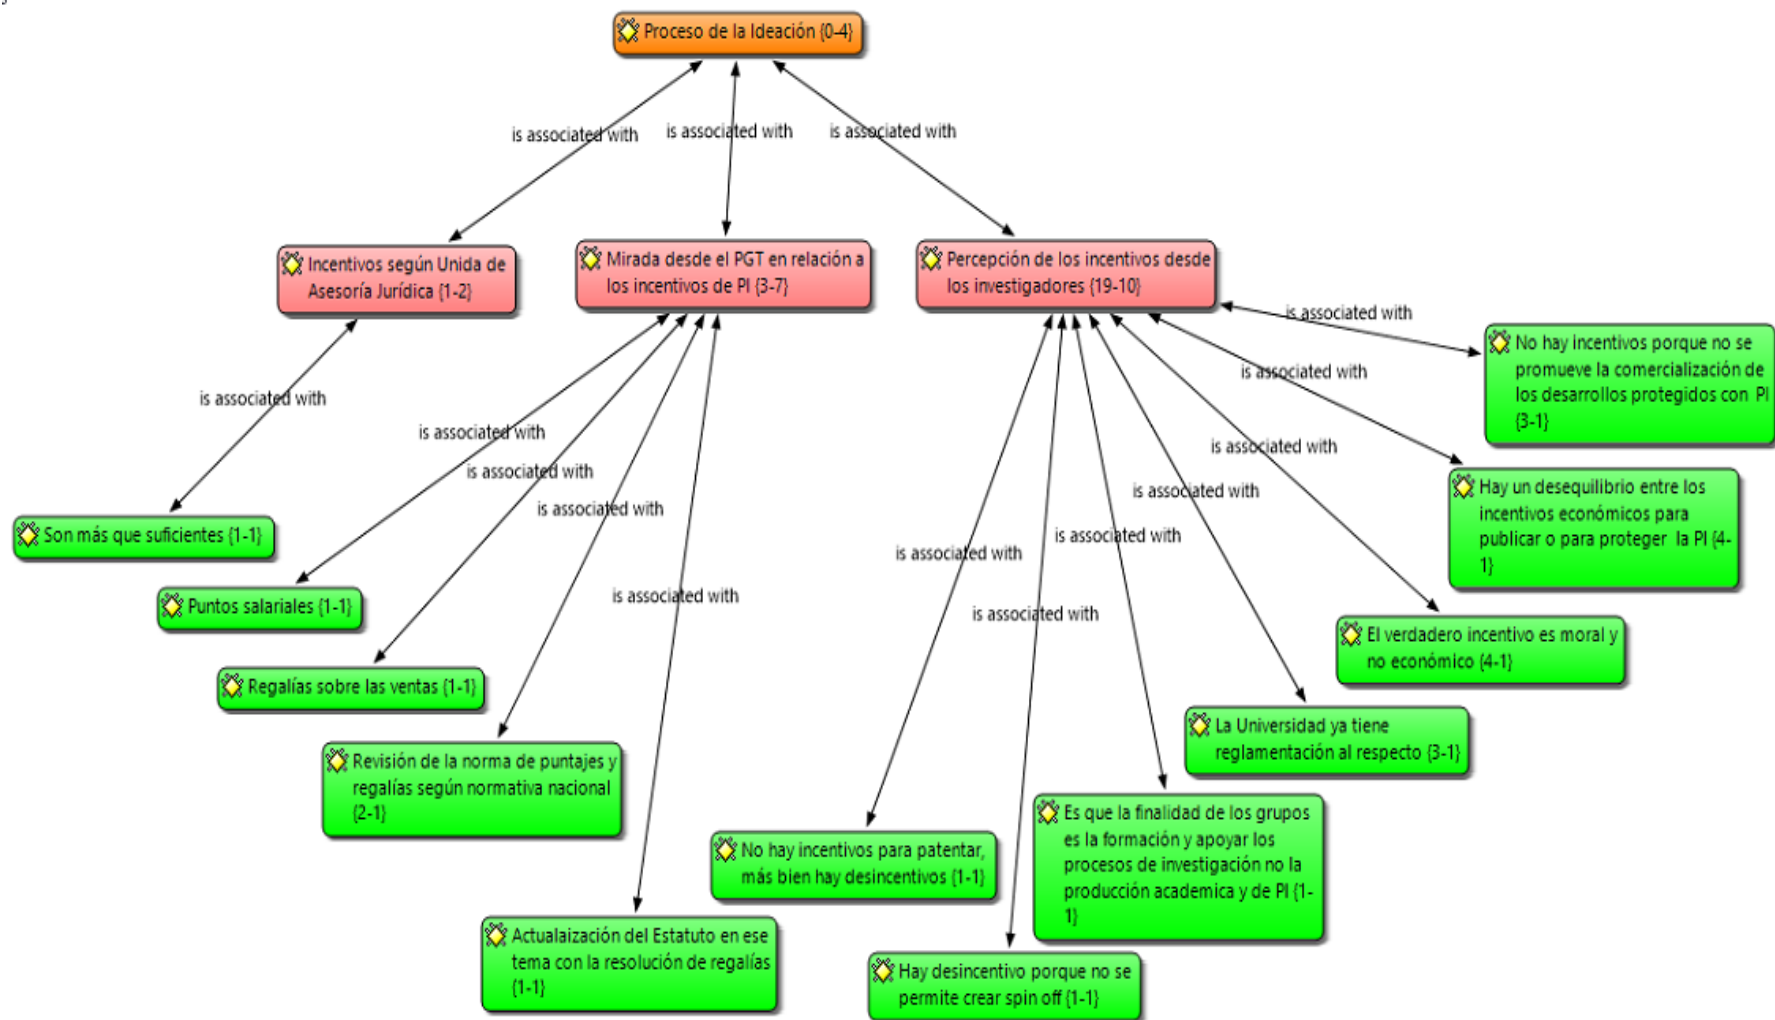 Proceso de la Ideación {0-4}
is associated with
is associated with
is associated with
Incentivos según Unida de
Asesoría Jurídica {1-2}
Mirada desde el PGT en relación a
los incentivos de PI {3-7}
Percepción de los incentivos desde
los investigadores {19-10}
is associated with
No hay incentivos porque no se
promueve la comercialización de
los desarrollos protegidos con PI
{3-1}
is associated with
is associated with
is associated with
is associated with
is associated with
is associated with
is associated with
is associated with
is associated with
is associated with
is associated with
Hay un desequilibrio entre los
incentivos económicos para
publicar o para proteger la PI {4-
1}
Son más que suficientes {1-1}
Puntos salariales {1-1}
El verdadero incentivo es moral y
no económico {4-1}
Regalías sobre las ventas {1-1}
La Universidad ya tiene
reglamentación al respecto {3-1}
Revisión de la norma de puntajes y
regalías según normativa nacional
{2-1}
Es que la finalidad de los grupos
es la formación y apoyar los
procesos de investigación no la
producción academica y de PI {1-
1}
No hay incentivos para patentar,
más bien hay desincentivos {1-1}
Actualaización del Estatuto en ese
tema con la resolución de regalías
{1-1}
Hay desincentivo porque no se
permite crear spin off {1-1}